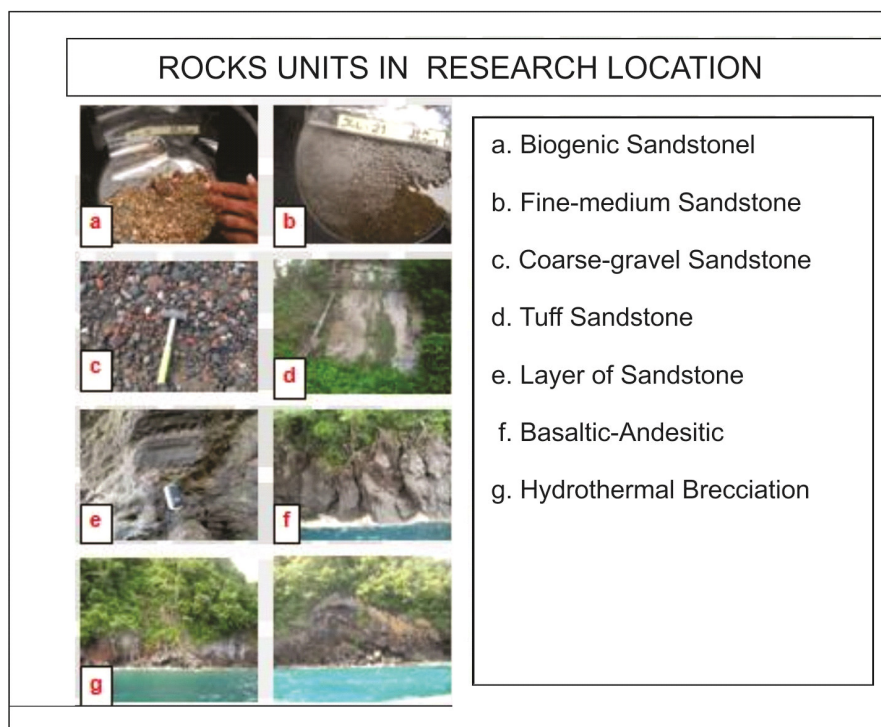 ROCKS UNITS IN RESEARCH LOCATION
a
b
c
d
e
f
g
a. Biogenic Sandstonel
b. Fine-medium Sandstone
c. Coarse-gravel Sandstone
d. Tuff Sandstone
e. Layer of Sandstone
f. Basaltic-Andesitic
g. Hydrothermal Brecciation